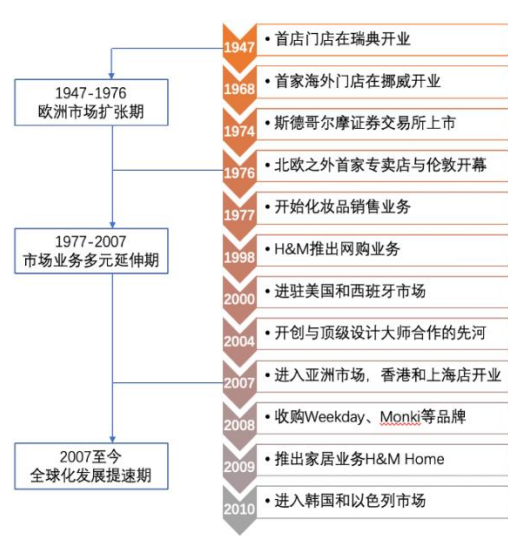 1947
首店门店在瑞典开业
1968
首家海外门店在挪威开业
1947-1976
欧洲市场扩张期
1974
斯德哥尔摩证券交易所上市
1976
北欧之外首家专卖店与伦敦开幕
1977
开始化妆品销售业务
1977-2007
市场业务多元延伸期
1998
H&M推出网购业务
2000
进驻美国和西班牙市场
2004
开创与顶级设计大师合作的先河
2007
进入亚洲市场，香港和上海店开业
2008
收购Weekday、Monki等品牌
2007至今
全球化发展提速期
2009
推出家居业务H&M Home
2010
进入韩国和以色列市场